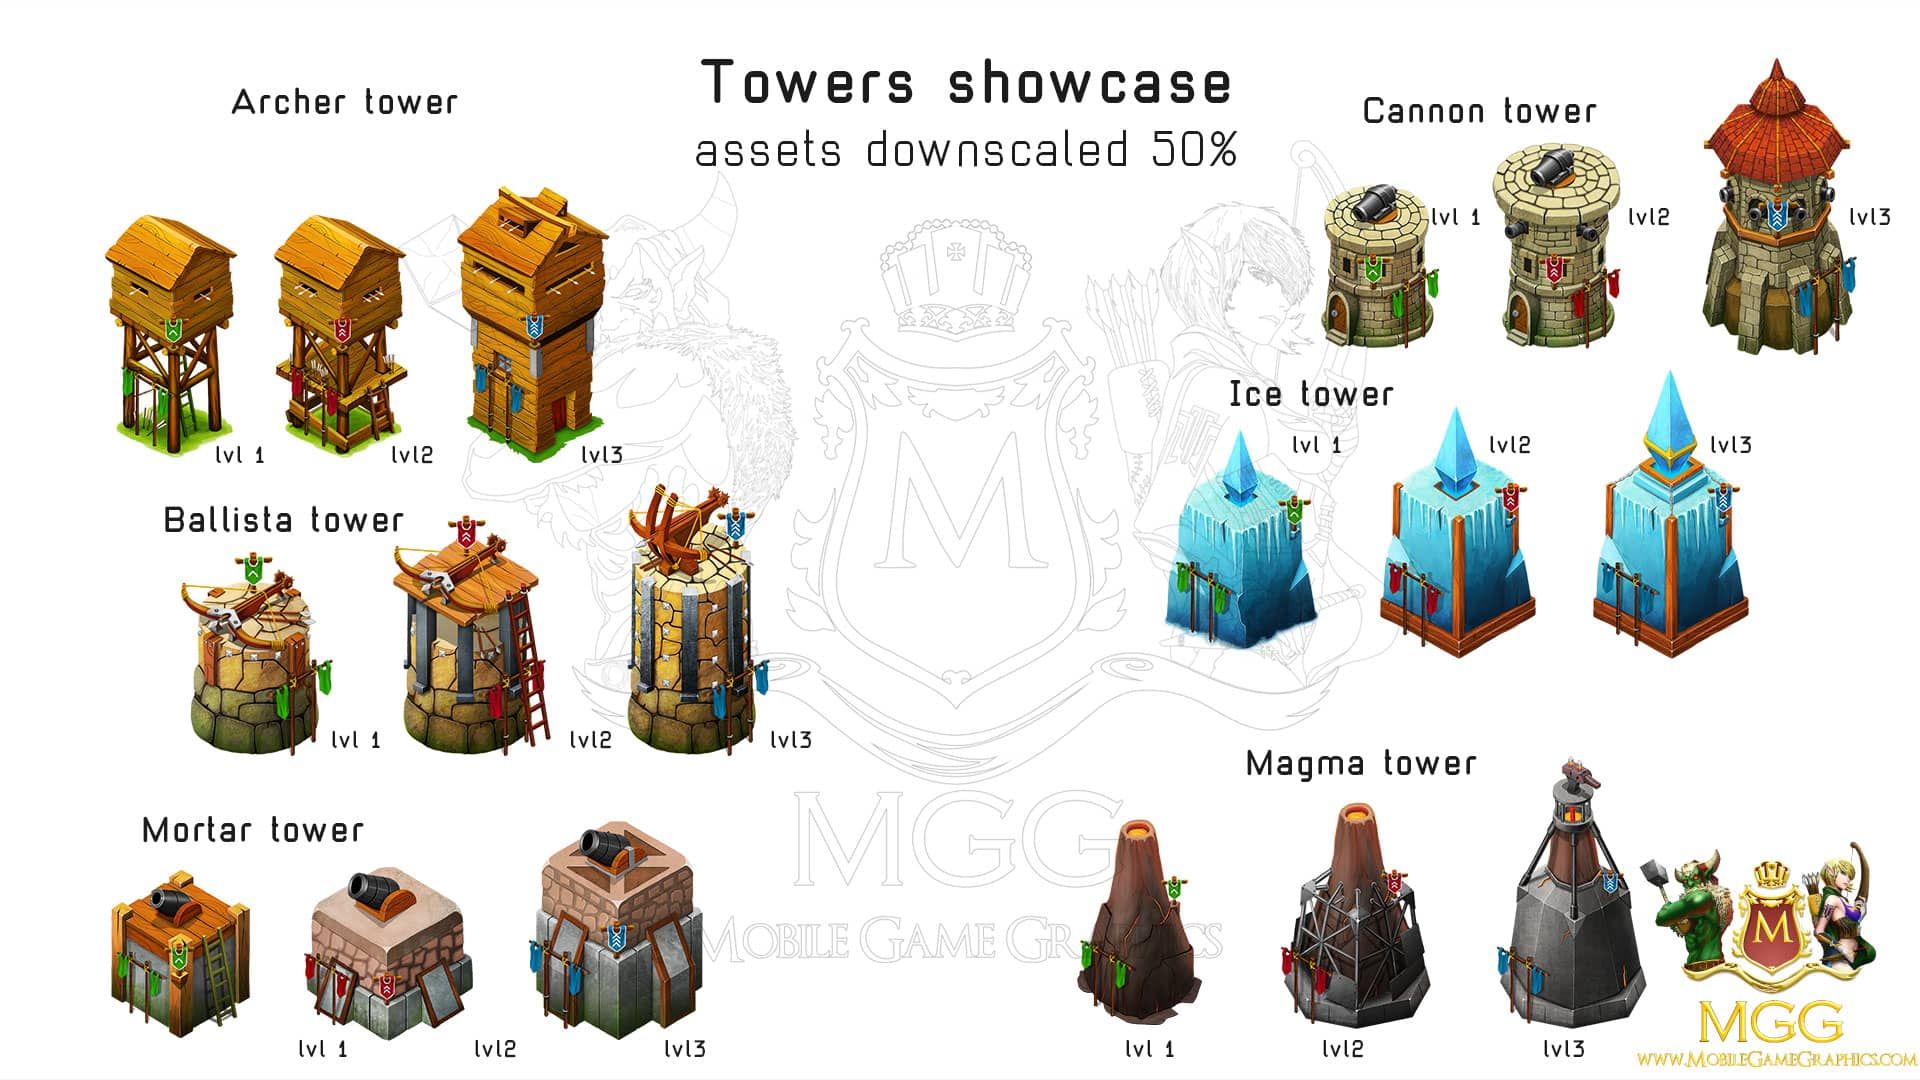 Towers showcase
assets downscaled 50%
Archer tower
lvl 1
lvl2
lvl3
Cannon tower
lvl 1
lvl2
lvl3
Ballista tower
lvl 1
lvl2
lvl3
Ice tower
lvl 1
lvl2
lvl3
Mortar tower
lvl 1
lvl2
lvl3
Magma tower
lvl 1
lvl2
lvl3
M
MGG
Mobile Game Graphics
M
MGG
www.MobileGameGraphics.com